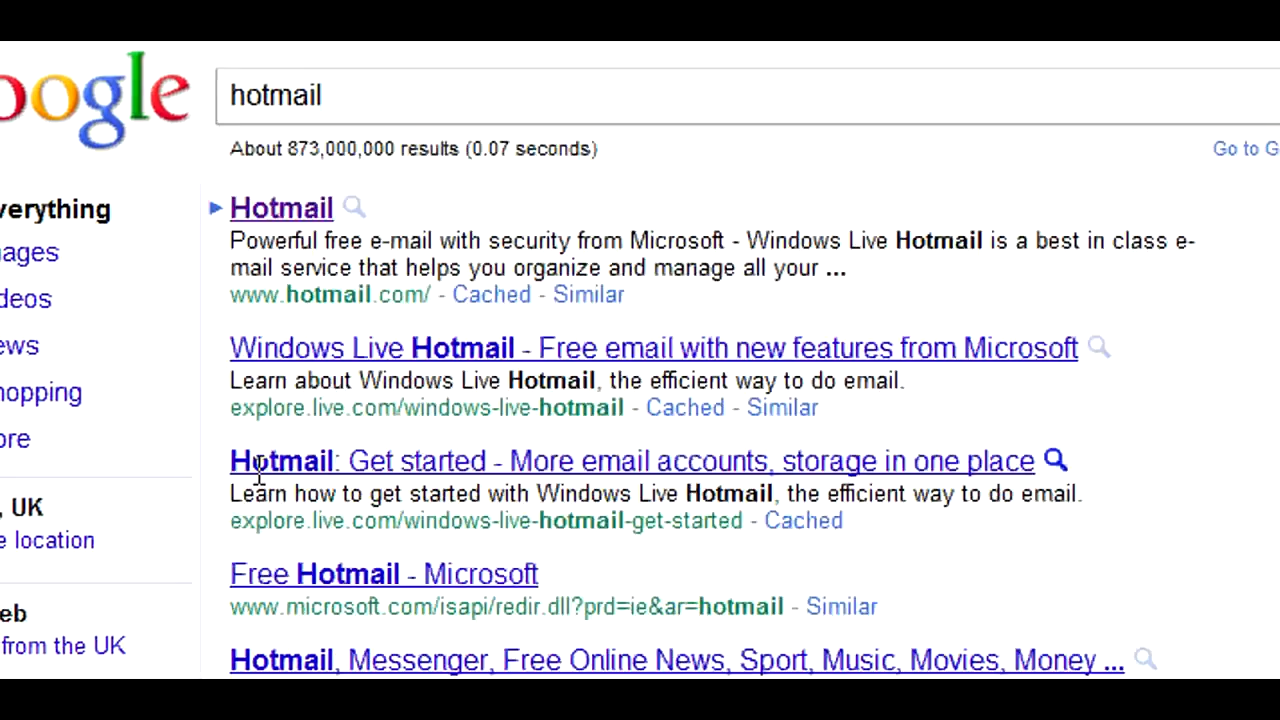 oogle
hotmail
About 873,000,000 results (0.07 seconds)
Go to G
verything
Hotmail
Powerful free e-mail with security from Microsoft - Windows Live Hotmail is a best in class e-
mail service that helps you organize and manage all your ...
www.hotmail.com/ - Cached - Similar
ages
deos
ews
hopping
ore
Windows Live Hotmail - Free email with new features from Microsoft
Learn about Windows Live Hotmail, the efficient way to do email.
explore.live.com/windows-live-hotmail - Cached - Similar
Hotmail: Get started - More email accounts, storage in one place
Learn how to get started with Windows Live Hotmail, the efficient way to do email.
explore.live.com/windows-live-hotmail-get-started - Cached
, UK
e location
Free Hotmail - Microsoft
www.microsoft.com/isapi/redir.dll?prd=ie&ar=hotmail - Similar
eb
from the UK
Hotmail, Messenger, Free Online News, Sport, Music, Movies, Money ...